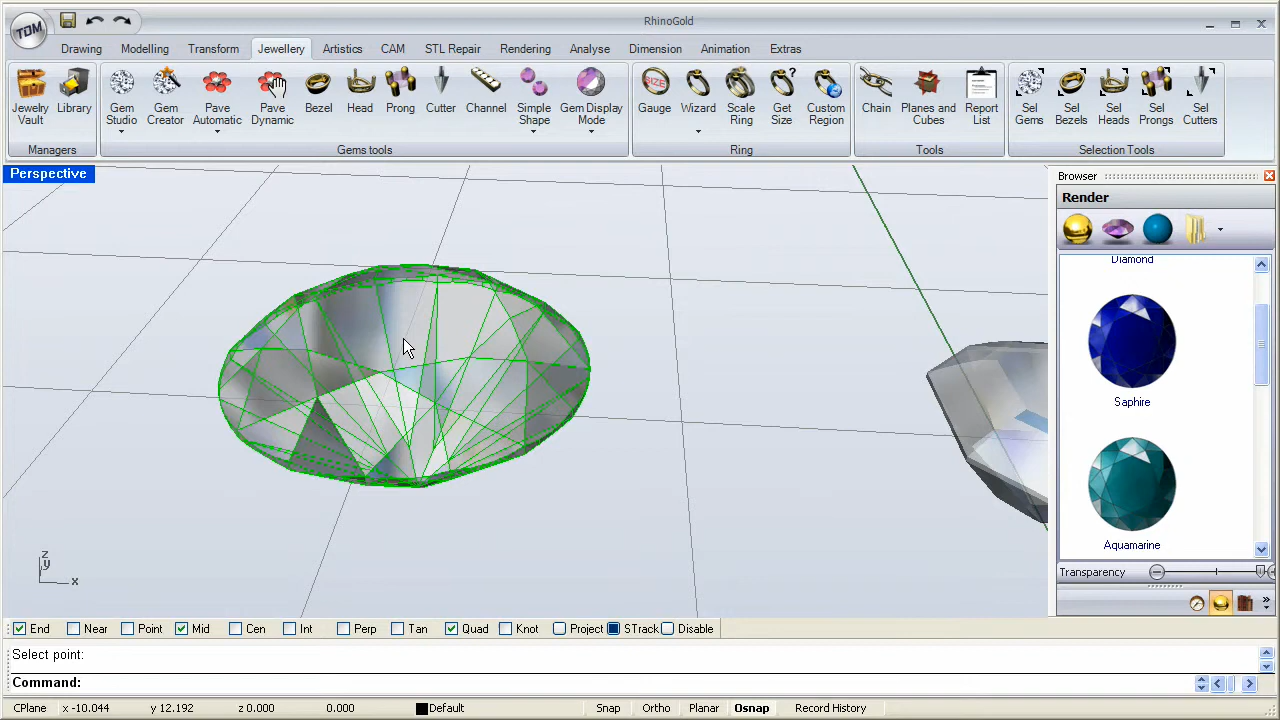 TDM
RhinoGold
Drawing Modelling Transform Jewellery Artistics CAM STL Repair Rendering Analyse Dimension Animation Extras
Jewelry Vault
Library
Managers
Gem Studio
Gem Creator
Pave Automatic
Pave Dynamic
Bezel
Head
Prong
Cutter
Channel
Simple Shape
Gem Display Mode
Gems tools
SIZE
Gauge
Wizard
Scale Ring
Get Size
Custom Region
Ring
Chain
Planes and Cubes
Report List
Tools
Sel Gems
Sel Bezels
Sel Heads
Sel Prongs
Sel Cutters
Selection Tools
Perspective
Browser
Render
Diamond
Saphire
Aquamarine
Transparency
z
y
x
End Near Point Mid Cen Int Perp Tan Quad Knot Project STrack Disable
Select point:
Command:
CPlane x -10.044 y 12.192 z 0.000 0.000 Default Snap Ortho Planar Osnap Record History